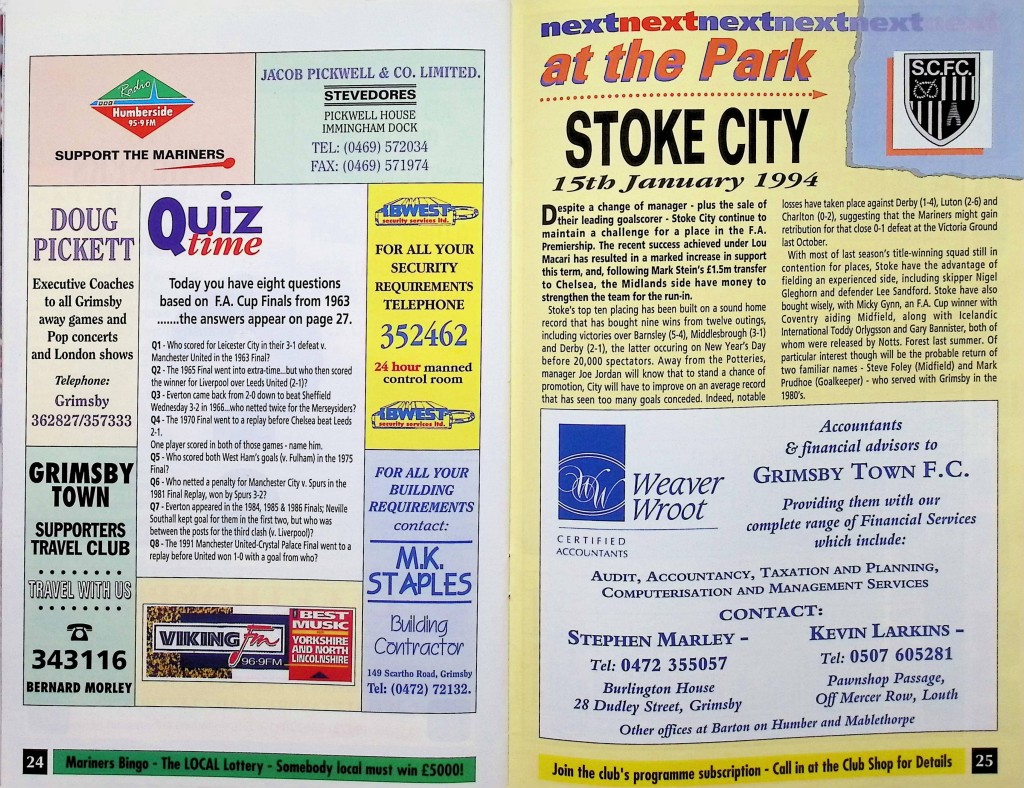 Radio
BBC Humberside
95·9 FM
SUPPORT THE MARINERS
JACOB PICKWELL & CO. LIMITED.
STEVEDORES
PICKWELL HOUSE
IMMINGHAM DOCK
TEL: (0469) 572034
FAX: (0469) 571974
DOUG
PICKETT
Executive Coaches
to all Grimsby
away games and
Pop concerts
and London shows
Telephone:
Grimsby
362827/357333
GRIMSBY
TOWN
SUPPORTERS
TRAVEL CLUB
TRAVEL WITH US
343116
BERNARD MORLEY
Quiz
time
Today you have eight questions
based on F.A. Cup Finals from 1963
.......the answers appear on page 27.
Q1 - Who scored for Leicester City in their 3-1 defeat v.
Manchester United in the 1963 Final?
Q2 - The 1965 Final went into extra-time...but who then scored
the winner for Liverpool over Leeds United (2-1)?
Q3 - Everton came back from 2-0 down to beat Sheffield
Wednesday 3-2 in 1966...who netted twice for the Merseysiders?
Q4 - The 1970 Final went to a replay before Chelsea beat Leeds
2-1.
One player scored in both of those games - name him.
Q5 - Who scored both West Ham's goals (v. Fulham) in the 1975
Final?
Q6 - Who netted a penalty for Manchester City v. Spurs in the
1981 Final Replay, won by Spurs 3-2?
Q7 - Everton appeared in the 1984, 1985 & 1986 Finals; Neville
Southall kept goal for them in the first two, but who was
between the posts for the third clash (v. Liverpool)?
Q8 - The 1991 Manchester United-Crystal Palace Final went to a
replay before United won 1-0 with a goal from who?
VIKING fm
96·9FM
THE BEST
MUSIC
FOR
YORKSHIRE
AND NORTH
LINCOLNSHIRE
IBWEST
security services ltd.
FOR ALL YOUR
SECURITY
REQUIREMENTS
TELEPHONE
352462
24 hour manned
control room
IBWEST
security services ltd.
FOR ALL YOUR
BUILDING
REQUIREMENTS
contact:
M.K.
STAPLES
Building
Contractor
149 Scartho Road, Grimsby
Tel: (0472) 72132.
24 Mariners Bingo - The LOCAL Lottery - Somebody local must win £5000!
nextnextnextnextnextnext
at the Park
S.C.F.C.
STOKE CITY
15th January 1994
Despite a change of manager - plus the sale of
their leading goalscorer - Stoke City continue to
maintain a challenge for a place in the F.A.
Premiership. The recent success achieved under Lou
Macari has resulted in a marked increase in support
this term, and, following Mark Stein's £1.5m transfer
to Chelsea, the Midlands side have money to
strengthen the team for the run-in.
Stoke's top ten placing has been built on a sound home
record that has bought nine wins from twelve outings,
including victories over Barnsley (5-4), Middlesbrough (3-1)
and Derby (2-1), the latter occuring on New Year's Day
before 20,000 spectators. Away from the Potteries,
manager Joe Jordan will know that to stand a chance of
promotion, City will have to improve on an average record
that has seen too many goals conceded. Indeed, notable
losses have taken place against Derby (1-4), Luton (2-6) and
Charlton (0-2), suggesting that the Mariners might gain
retribution for that close 0-1 defeat at the Victoria Ground
last October.
With most of last season's title-winning squad still in
contention for places, Stoke have the advantage of
fielding an experienced side, including skipper Nigel
Gleghorn and defender Lee Sandford. Stoke have also
bought wisely, with Micky Gynn, an F.A. Cup winner with
Coventry aiding Midfield, along with Icelandic
International Toddy Orlygsson and Gary Bannister, both of
whom were released by Notts. Forest last summer. Of
particular interest though will be the probable return of
two familiar names - Steve Foley (Midfield) and Mark
Prudhoe (Goalkeeper) - who served with Grimsby in the
1980's.
WW
Weaver
Wroot
CERTIFIED
ACCOUNTANTS
Accountants
& financial advisors to
GRIMSBY TOWN F.C.
Providing them with our
complete range of Financial Services
which include:
AUDIT, ACCOUNTANCY, TAXATION AND PLANNING,
COMPUTERISATION AND MANAGEMENT SERVICES
CONTACT:
STEPHEN MARLEY -
Tel: 0472 355057
Burlington House
28 Dudley Street, Grimsby
KEVIN LARKINS -
Tel: 0507 605281
Pawnshop Passage,
Off Mercer Row, Louth
Other offices at Barton on Humber and Mablethorpe
Join the club's programme subscription - Call in at the Club Shop for Details 25